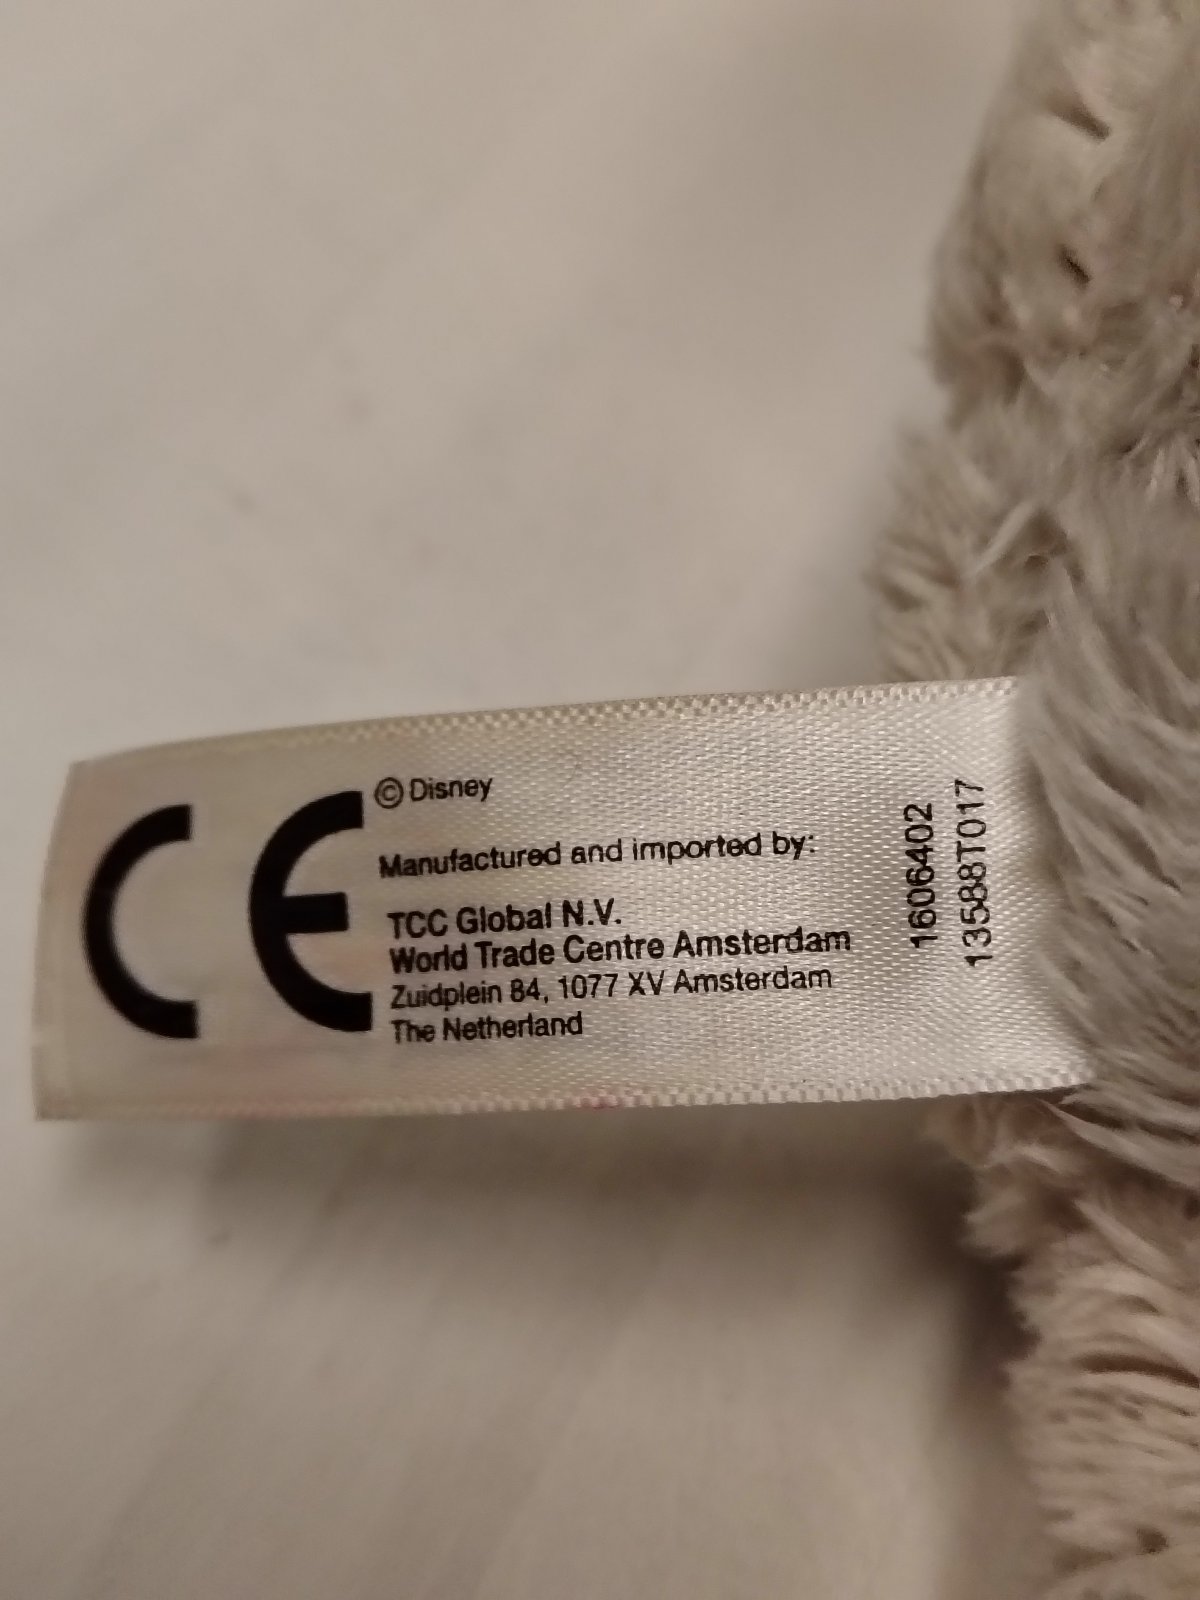 CE
© Disney
Manufactured and imported by:
TCC Global N.V.
World Trade Centre Amsterdam
Zuidplein 84, 1077 XV Amsterdam
The Netherland
1606402
13588T017